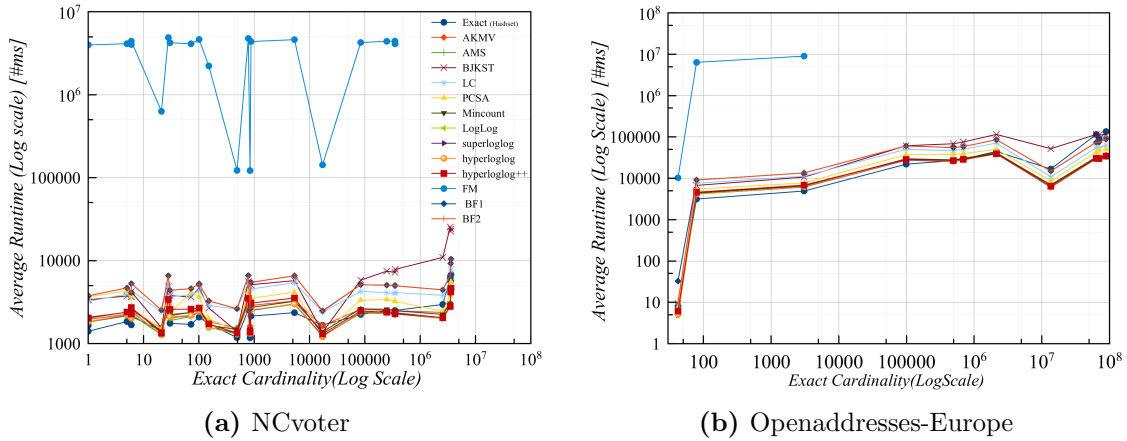 10^7
10^6
100000
10000
1000
Average Runtime (Log scale) [#ms]
1
10
100
1000
10000
100000
10^6
10^7
10^8
Exact Cardinality(Log Scale)
Exact (Hashset)
AKMV
AMS
BJKST
LC
PCSA
Mincount
LogLog
superloglog
hyperloglog
hyperloglog++
FM
BF1
BF2
(a) NCvoter
10^8
10^7
10^6
100000
10000
1000
100
10
1
Average Runtime (Log Scale) [#ms]
100
1000
10000
100000
10^6
10^7
10^8
Exact Cardinality(LogScale)
(b) Openaddresses-Europe